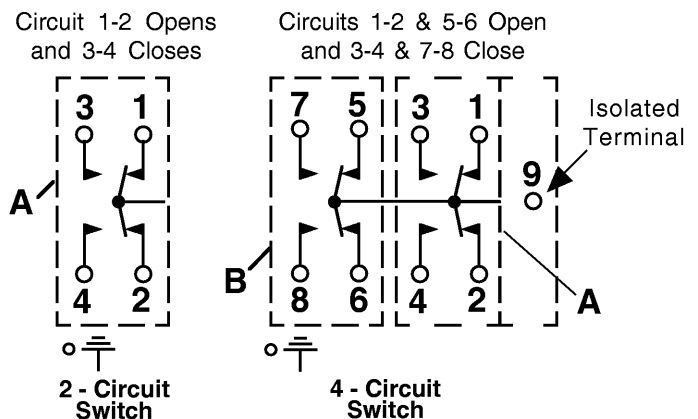 Circuit 1-2 Opens
and 3-4 Closes
Circuits 1-2 & 5-6 Open
and 3-4 & 7-8 Close
3 1
7 5 3 1
Isolated
Terminal
9
A
B
A
4 2
8 6 4 2
2 - Circuit
Switch
4 - Circuit
Switch